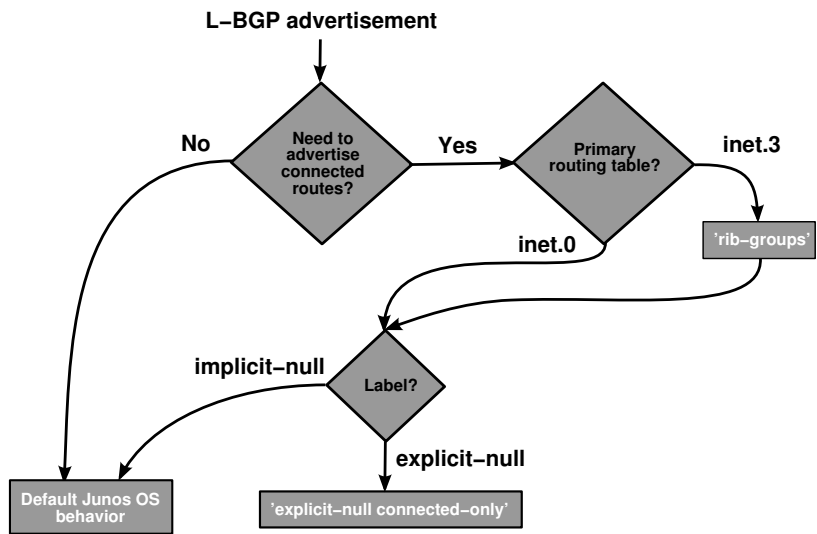 L−BGP advertisement
Need to
advertise
connected
routes?
No
Yes
Primary
routing table?
inet.3
'rib−groups'
inet.0
Label?
implicit−null
explicit−null
Default Junos OS
behavior
'explicit−null connected−only'